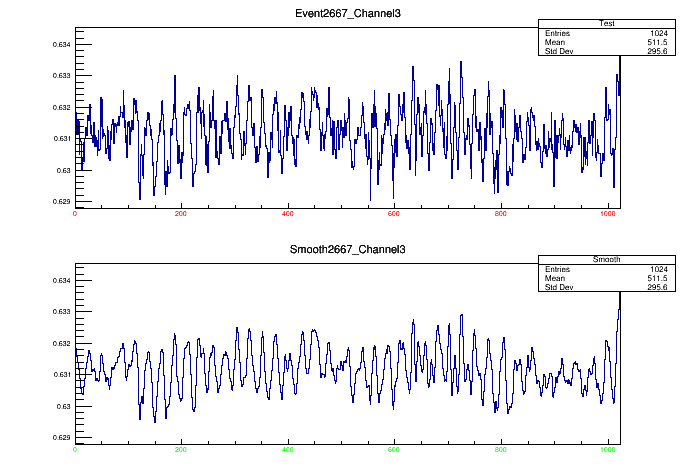 Event2667_Channel3
Test
Entries 1024
Mean 511.5
Std Dev 295.6
0.634
0.633
0.632
0.631
0.63
0.629
0 200 400 600 800 1000
Smooth2667_Channel3
Smooth
Entries 1024
Mean 511.5
Std Dev 295.6
0.634
0.633
0.632
0.631
0.63
0.629
0 200 400 600 800 1000